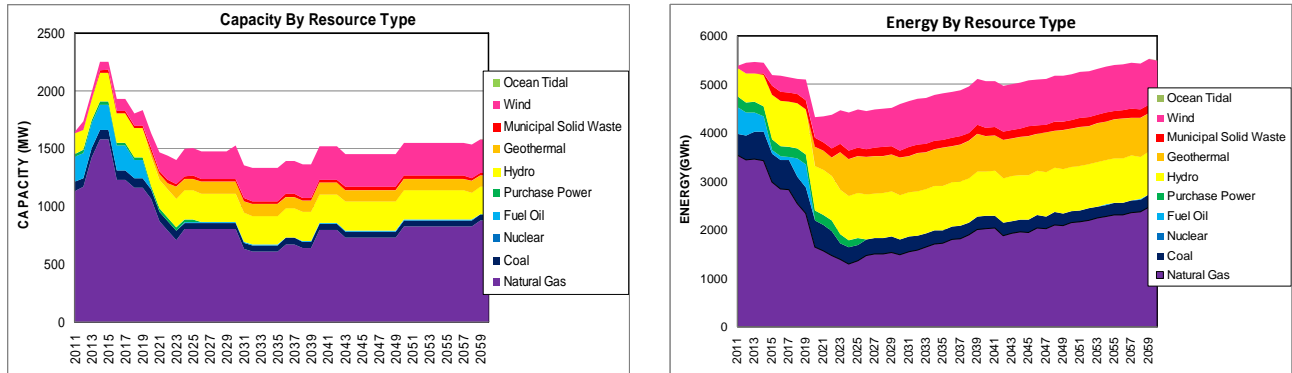 Capacity By Resource Type
2500
2000
1500
1000
500
0
CAPACITY (MW)
2011
2013
2015
2017
2019
2021
2023
2025
2027
2029
2031
2033
2035
2037
2039
2041
2043
2045
2047
2049
2051
2053
2055
2057
2059
Ocean Tidal
Wind
Municipal Solid Waste
Geothermal
Hydro
Purchase Power
Fuel Oil
Nuclear
Coal
Natural Gas
Energy By Resource Type
6000
5000
4000
3000
2000
1000
0
ENERGY(GWh)
2011
2013
2015
2017
2019
2021
2023
2025
2027
2029
2031
2033
2035
2037
2039
2041
2043
2045
2047
2049
2051
2053
2055
2057
2059
Ocean Tidal
Wind
Municipal Solid Waste
Geothermal
Hydro
Purchase Power
Fuel Oil
Nuclear
Coal
Natural Gas